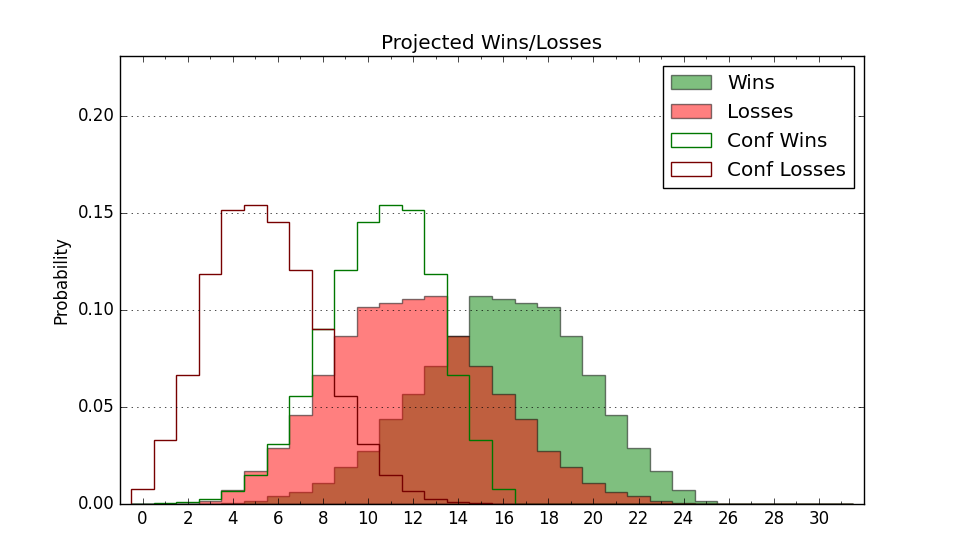 Projected Wins/Losses
Wins
Losses
Conf Wins
Conf Losses
Probability
0.20
0.15
0.10
0.05
0.00
0 2 4 6 8 10 12 14 16 18 20 22 24 26 28 30